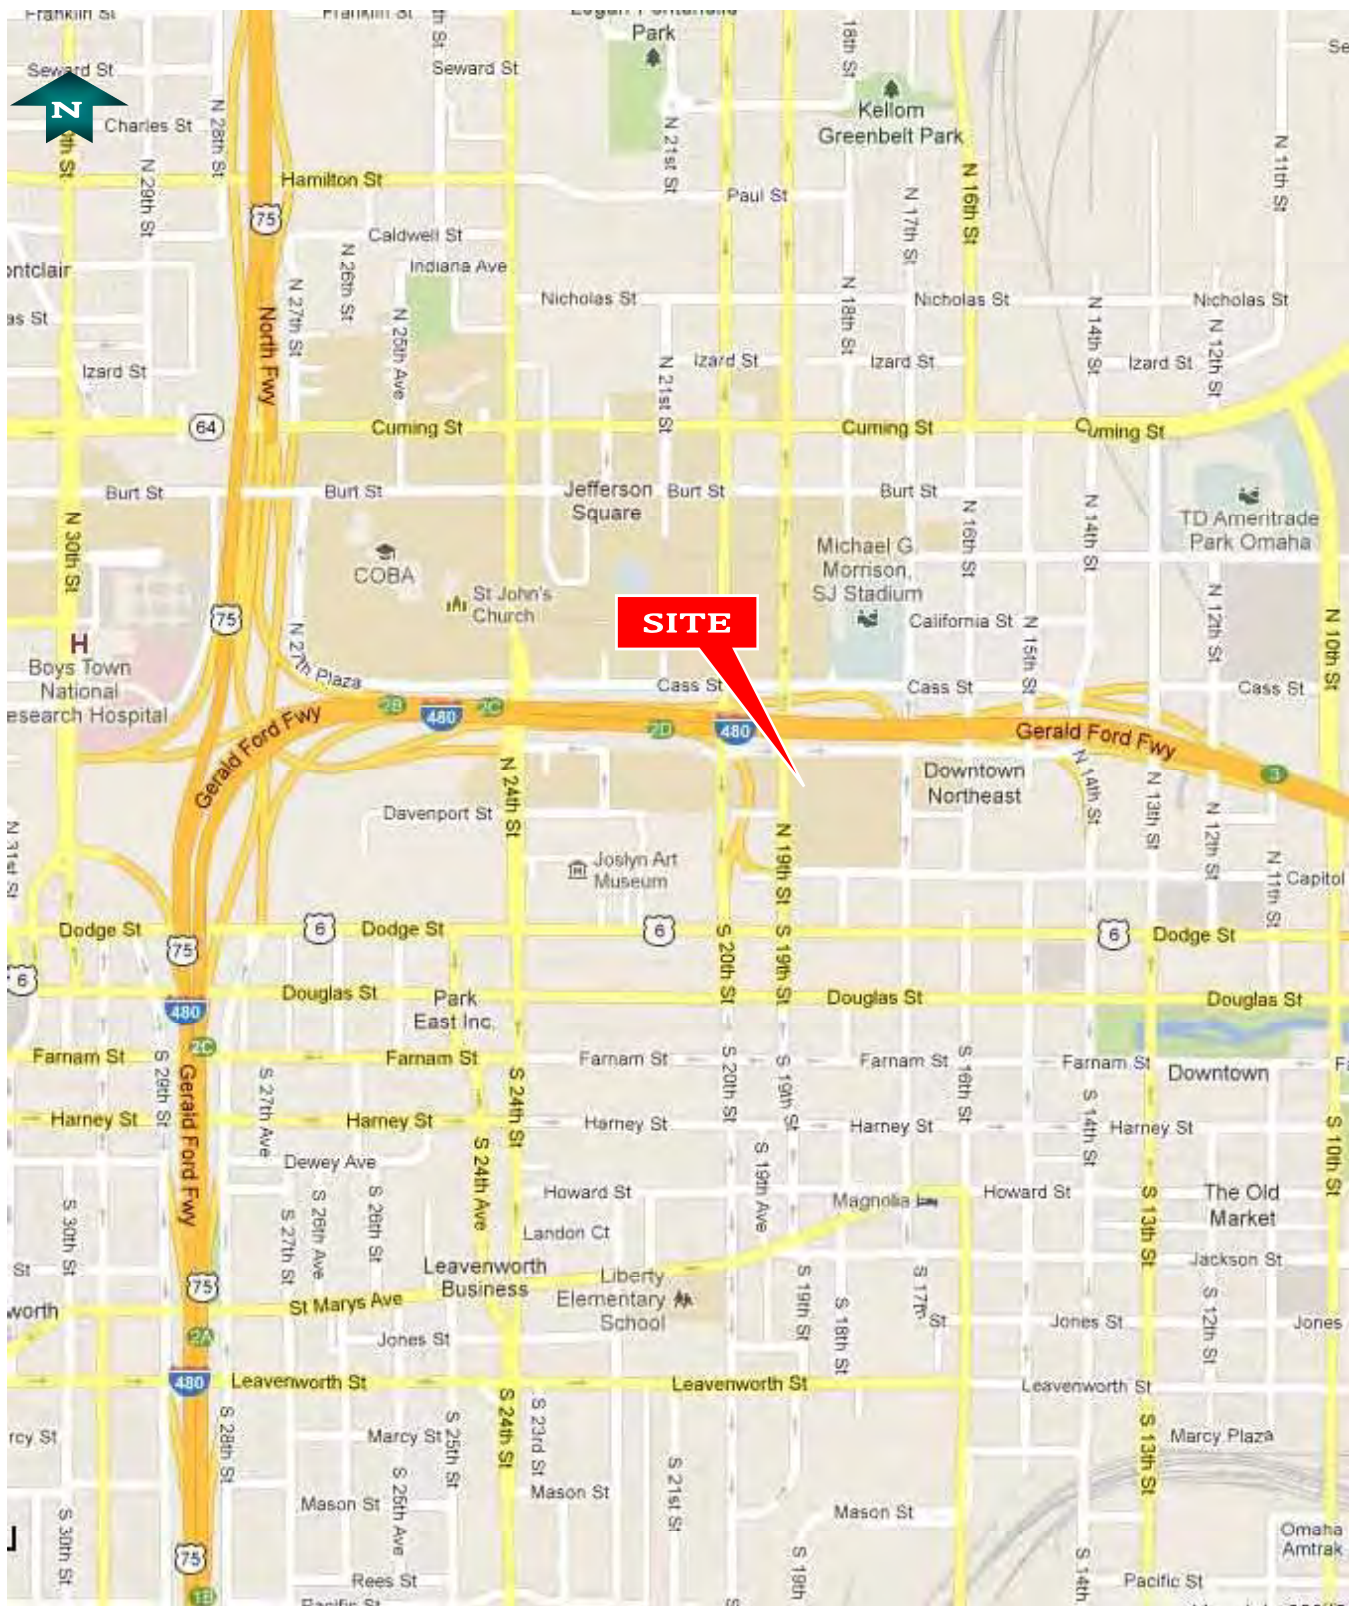 Franklin St
Franklin St
Park
18th St
Seward St
Seward St
N
Charles St
N 28th St
N 29th St
N 21st St
Kellom
Greenbelt Park
N 11th St
Hamilton St
Paul St
N 16th St
N 17th St
75
Caldwell St
Indiana Ave
N 26th St
N 27th St
N 25th Ave
North Fwy
ontclair
as St
Nicholas St
Nicholas St
Nicholas St
N 18th St
N 14th St
N 12th St
Izard St
Izard St
Izard St
Izard St
N 21st St
64
Cuming St
Cuming St
Cuming St
Burt St
Burt St
Jefferson
Square
Burt St
Burt St
N 30th St
N 16th St
N 14th St
TD Ameritrade
Park Omaha
COBA
St John's
Church
Michael G.
Morrison,
SJ Stadium
SITE
75
H
Boys Town
National
esearch Hospital
N 27th Plaza
California St
N 15th St
N 12th St
N 10th St
Cass St
Cass St
Cass St
2B
480
2C
2D
480
Gerald Ford Fwy
Gerald Ford Fwy
3
N 24th St
Downtown
Northeast
N 14th St
N 13th St
N 12th St
Davenport St
N 31st St
N 19th St
Joslyn Art
Museum
N 11th St
Capitol
Dodge St
6
Dodge St
6
6
Dodge St
75
6
S 20th St
S 19th St
480
Douglas St
Park
East Inc.
Douglas St
Douglas St
2C
Farnam St
Farnam St
Farnam St
Farnam St
Farnam St
Downtown
S 29th St
Gerald Ford Fwy
S 27th Ave
S 24th St
S 20th St
S 19th St
S 16th St
S 14th St
S 10th St
Harney St
Harney St
Harney St
Harney St
Harney St
Dewey Ave
S 24th Ave
S 19th Ave
S 30th St
S 27th St
S 26th Ave
S 26th St
Howard St
Landon Ct
Magnolia
Howard St
S 13th St
The Old
Market
St
worth
75
St Marys Ave
Leavenworth
Business
Liberty
Elementary
School
S 19th St
S 18th St
S 17th
St
Jackson St
S 12th St
2A
Jones St
Jones St
Jones
480
Leavenworth St
Leavenworth St
Leavenworth St
rcy St
S 28th St
Marcy St
S 25th St
S 24th St
S 23rd St
S 13th St
Marcy Plaza
S 30th St
Mason St
S 25th Ave
Mason St
S 21st St
Mason St
S 19th
S 14th
Omaha
Amtrak
75
Rees St
Pacific St
1B
Pacific St